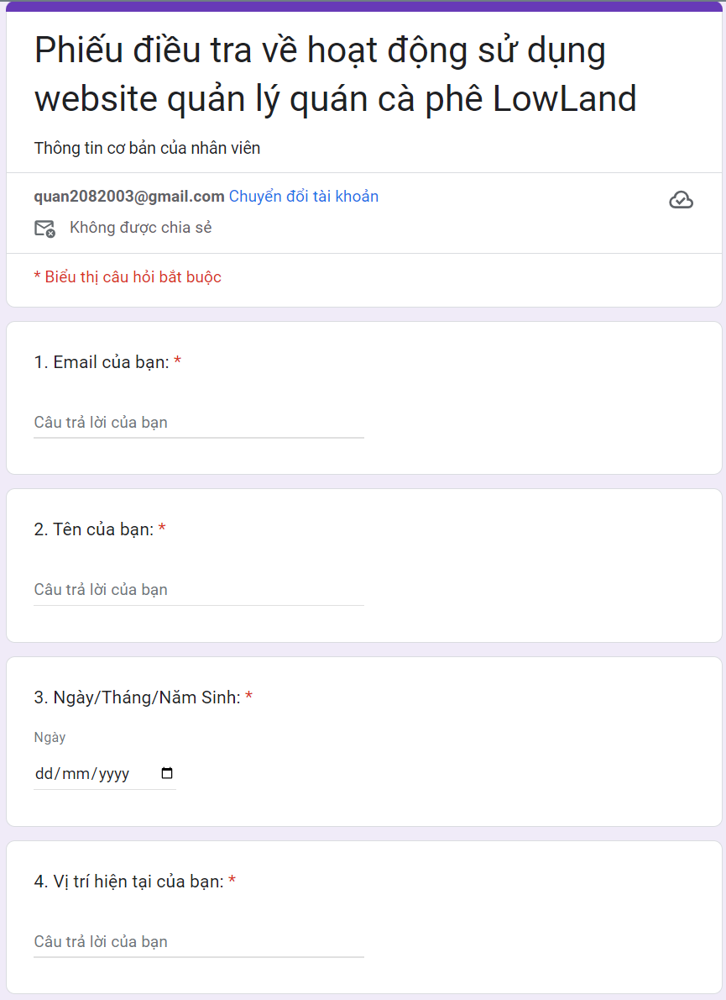 Phiếu điều tra về hoạt động sử dụng
website quản lý quán cà phê LowLand
Thông tin cơ bản của nhân viên
quan2082003@gmail.com Chuyển đổi tài khoản
Không được chia sẻ
* Biểu thị câu hỏi bắt buộc
1. Email của bạn: *
Câu trả lời của bạn
2. Tên của bạn: *
Câu trả lời của bạn
3. Ngày/Tháng/Năm Sinh: *
Ngày
dd/mm/yyyy
4. Vị trí hiện tại của bạn: *
Câu trả lời của bạn